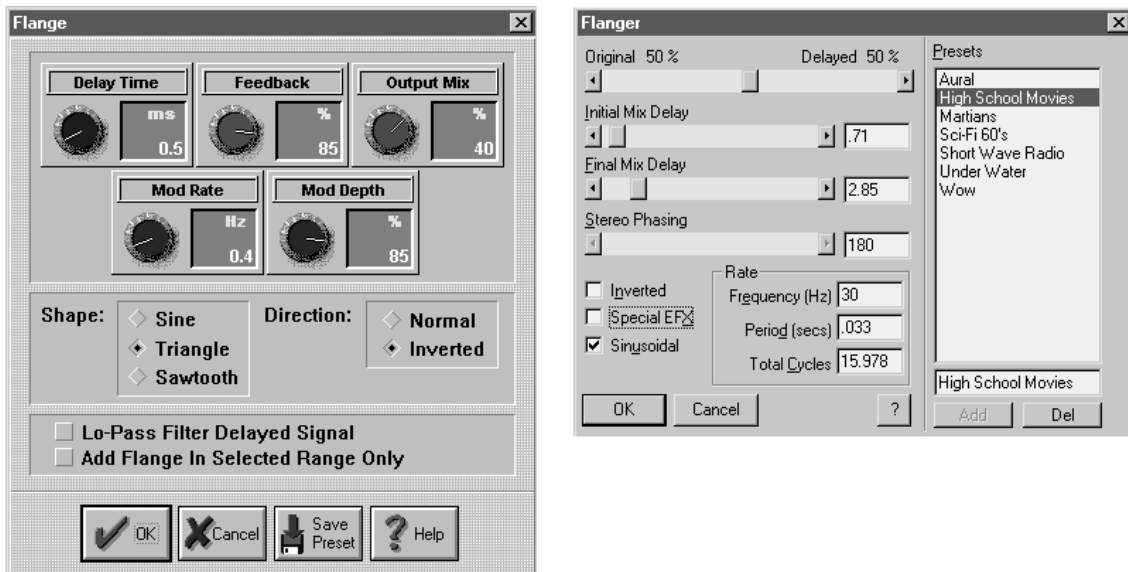 Flange
Delay Time
ms
0.5
Feedback
%
85
Output Mix
%
40
Mod Rate
Hz
0.4
Mod Depth
%
85
Shape:
Sine
Triangle
Sawtooth
Direction:
Normal
Inverted
Lo-Pass Filter Delayed Signal
Add Flange In Selected Range Only
OK
Cancel
Save
Preset
? Help
Flanger
Original 50 %
Delayed 50 %
Initial Mix Delay
.71
Final Mix Delay
2.85
Stereo Phasing
180
Inverted
Special EFX
Sinusoidal
Rate
Frequency (Hz) 30
Period (secs) .033
Total Cycles 15.978
OK
Cancel
?
Presets
Aural
High School Movies
Martians
Sci-Fi 60's
Short Wave Radio
Under Water
Wow
High School Movies
Add
Del